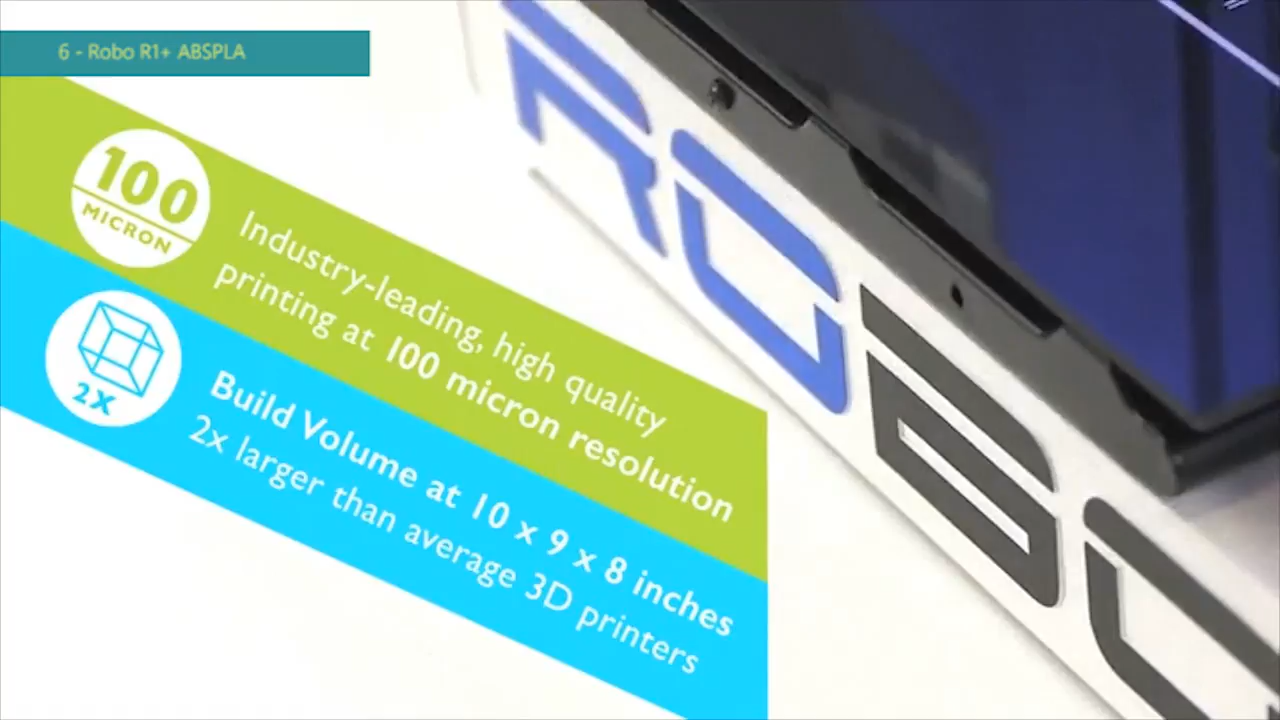 6 - Robo R1+ ABSPLA
100
MICRON
Industry-leading, high quality
printing at 100 micron resolution
2X
Build Volume at 10 x 9 x 8 inches
2x larger than average 3D printers
ROBO